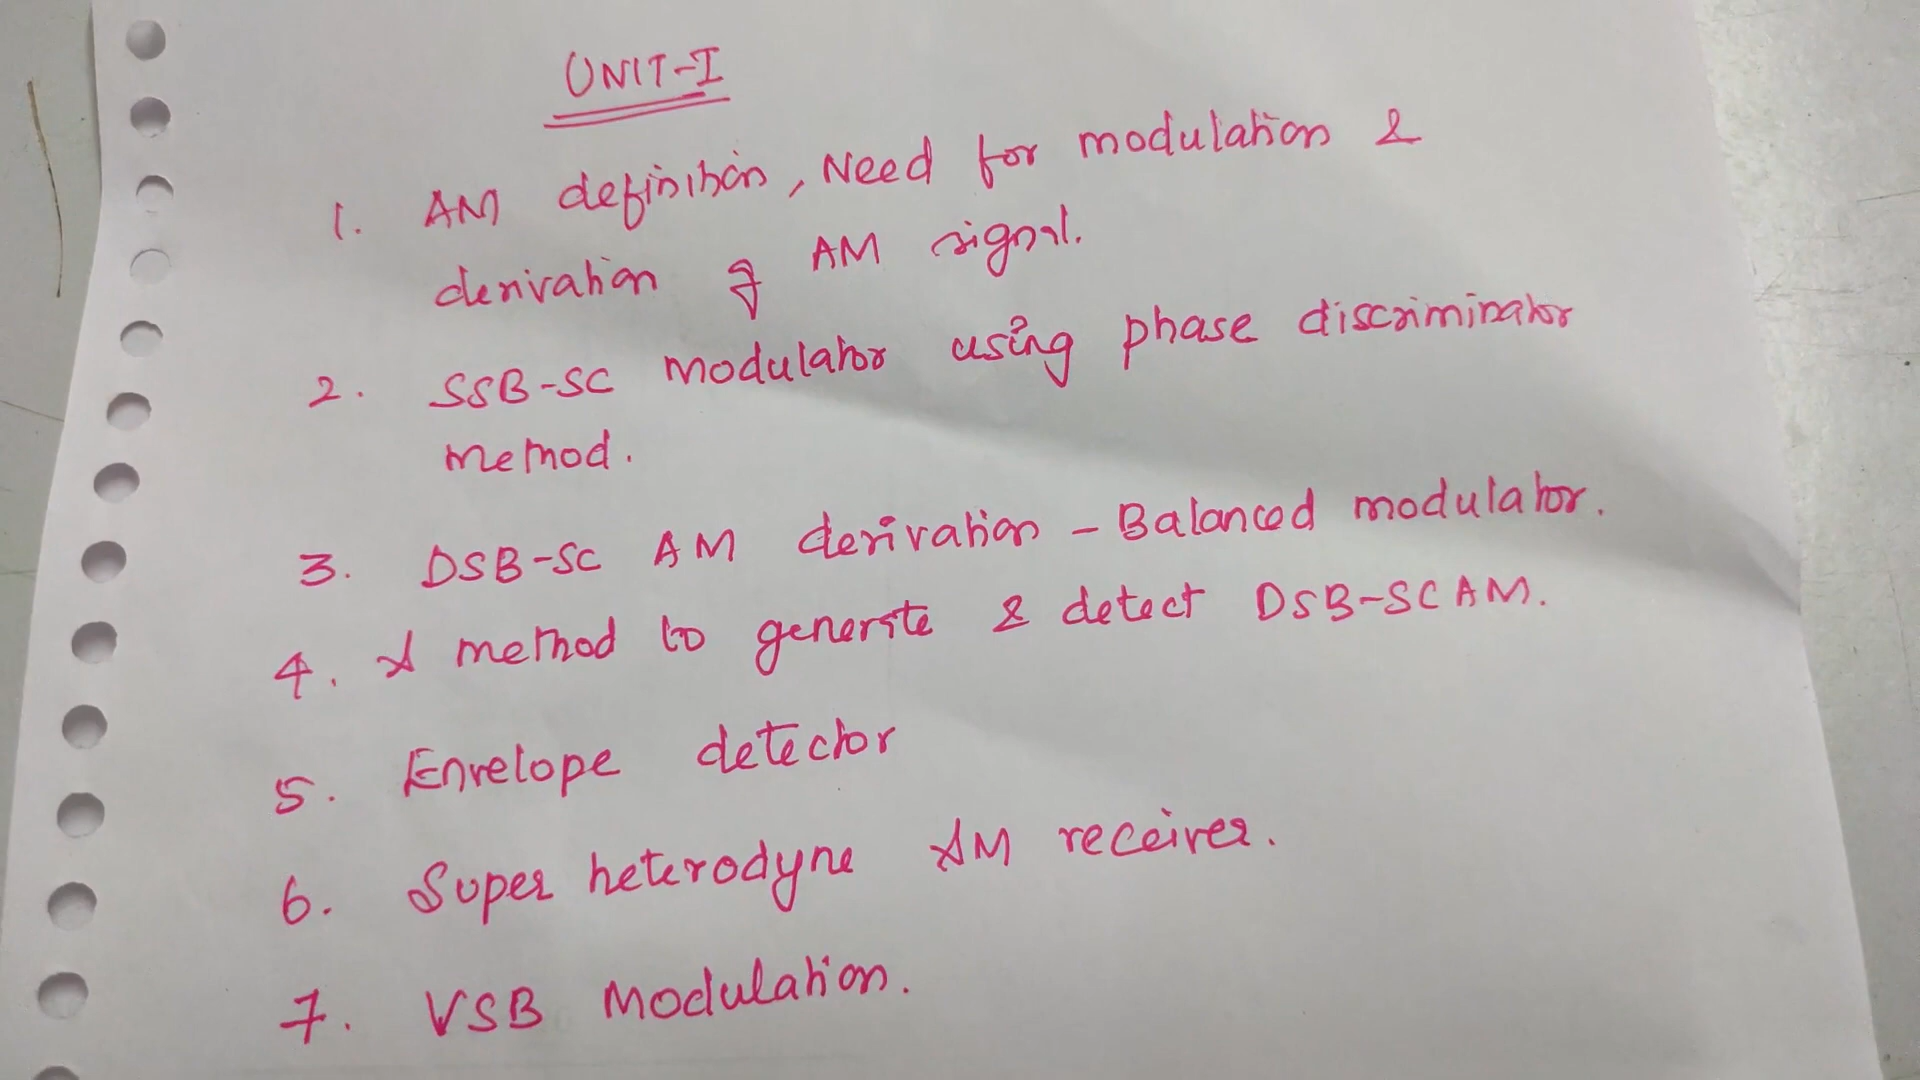 UNIT-I
1. AM definition, Need for modulation &
derivation of AM signal.
2. SSB-SC modulator using phase discriminator
method.
3. DSB-SC AM derivation - Balanced modulator.
4. A method to generate & detect DSB-SC AM.
5. Envelope detector
6. Super heterodyne AM receiver.
7. VSB Modulation.